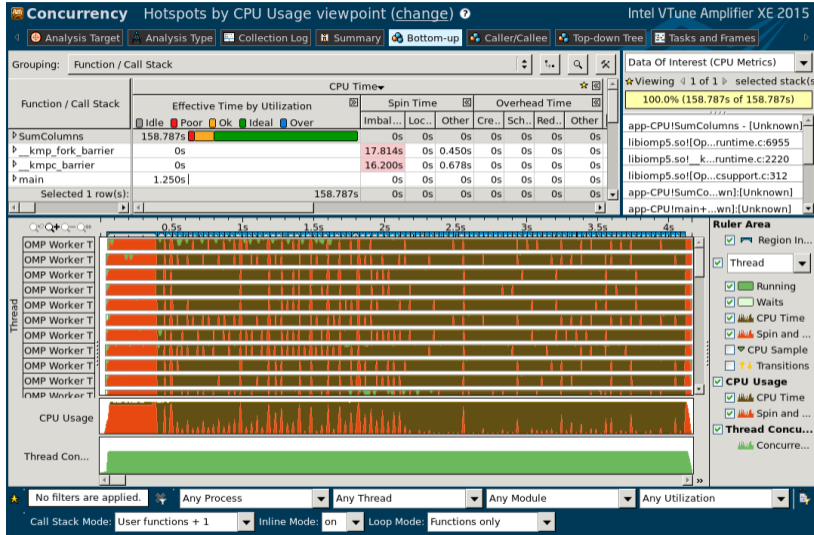 Concurrency Hotspots by CPU Usage viewpoint (change) Intel VTune Amplifier XE 2015
Analysis Target Analysis Type Collection Log Summary Bottom-up Caller/Callee Top-down Tree Tasks and Frames
Grouping: Function / Call Stack
CPU Time
Function / Call Stack
Effective Time by Utilization Spin Time Overhead Time
Idle Poor Ok Ideal Over Imbal... Loc... Other Cre... Sch... Red... Other
SumColumns 158.787s 0s 0s 0s 0s 0s 0s 0s
__kmp_fork_barrier 0s 17.814s 0s 0.450s 0s 0s 0s 0s
__kmpc_barrier 0s 16.200s 0s 0.678s 0s 0s 0s 0s
main 1.250s 0s 0s 0s 0s 0s 0s 0s
Selected 1 row(s): 158.787s 0s 0s 0s 0s 0s 0s 0s
Data Of Interest (CPU Metrics)
Viewing 1 of 1 selected stack(s
100.0% (158.787s of 158.787s)
app-CPU!SumColumns - [Unknown]
libiomp5.so![Op...runtime.c:6955
libiomp5.so!__k...runtime.c:2220
libiomp5.so![Op...csupport.c:312
app-CPU!SumCo...wn]:[Unknown]
app-CPU!main+...wn]:[Unknown]
0.5s 1s 1.5s 2s 2.5s 3s 3.5s 4s
Thread
OMP Worker T
OMP Worker T
OMP Worker T
OMP Worker T
OMP Worker T
OMP Worker T
OMP Worker T
OMP Worker T
OMP Worker T
OMP Worker T
OMP Worker T
CPU Usage
Thread Con...
Ruler Area
Region In...
Thread
Running
Waits
CPU Time
Spin and ...
CPU Sample
Transitions
CPU Usage
CPU Time
Spin and ...
Thread Concu...
Concurre...
No filters are applied. Any Process Any Thread Any Module Any Utilization
Call Stack Mode: User functions + 1 Inline Mode: on Loop Mode: Functions only